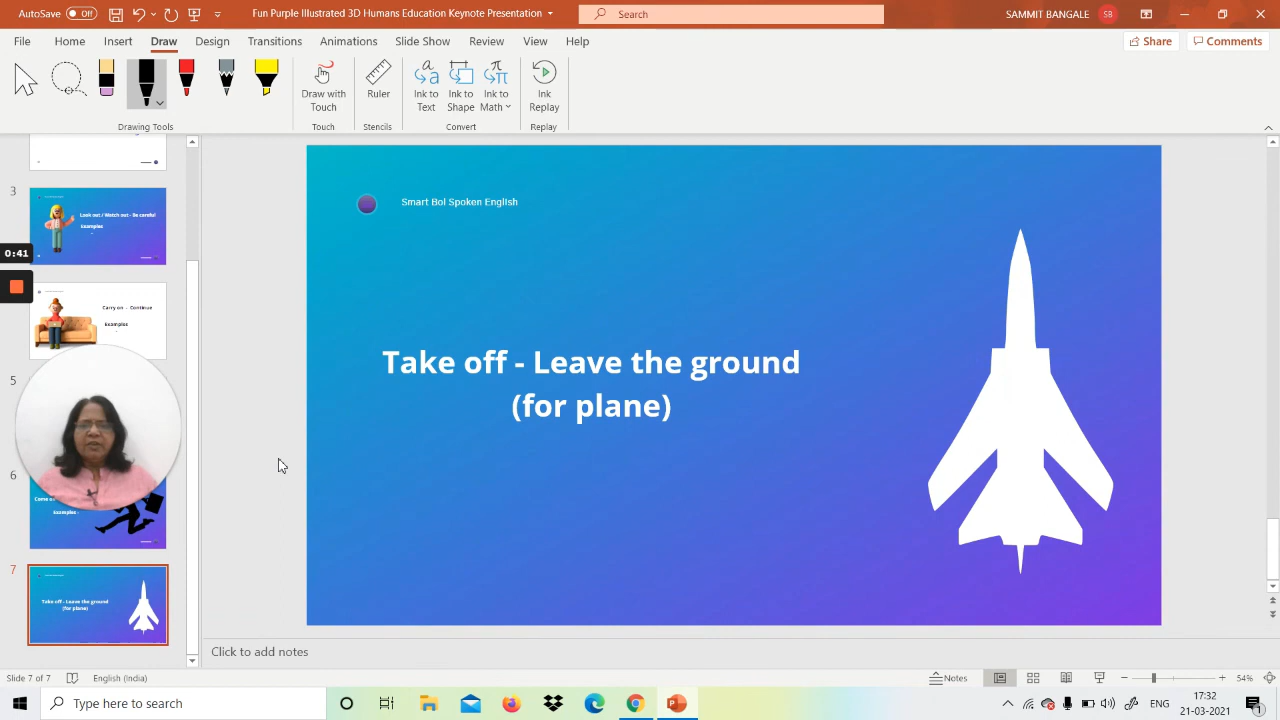 AutoSave Off
Fun Purple Illustrated 3D Humans Education Keynote Presentation
Search
SAMMIT BANGALE SB
File Home Insert Draw Design Transitions Animations Slide Show Review View Help
Share Comments
Draw with Touch
Ruler
Ink to Text
Ink to Shape
Ink to Math
Ink Replay
Drawing Tools Touch Stencils Convert Replay
3
Look out / Watch out - Be careful
Examples
0:41
Carry on - Continue
Examples
5
6
Examples -
7
Take off - Leave the ground
(for plane)
Smart Bol Spoken English
Take off - Leave the ground
(for plane)
Click to add notes
Slide 7 of 7 English (India) Notes 54%
Type here to search
17:32
21-03-2021
1